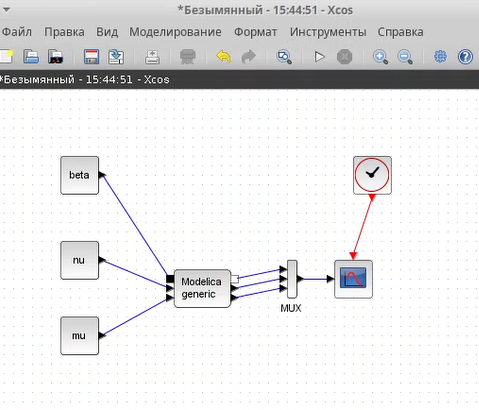 *Безымянный - 15:44:51 - Xcos
Файл Правка Вид Моделирование Формат Инструменты Справка
*Безымянный - 15:44:51 - Xcos
beta
nu
Modelica
generic
MUX
mu